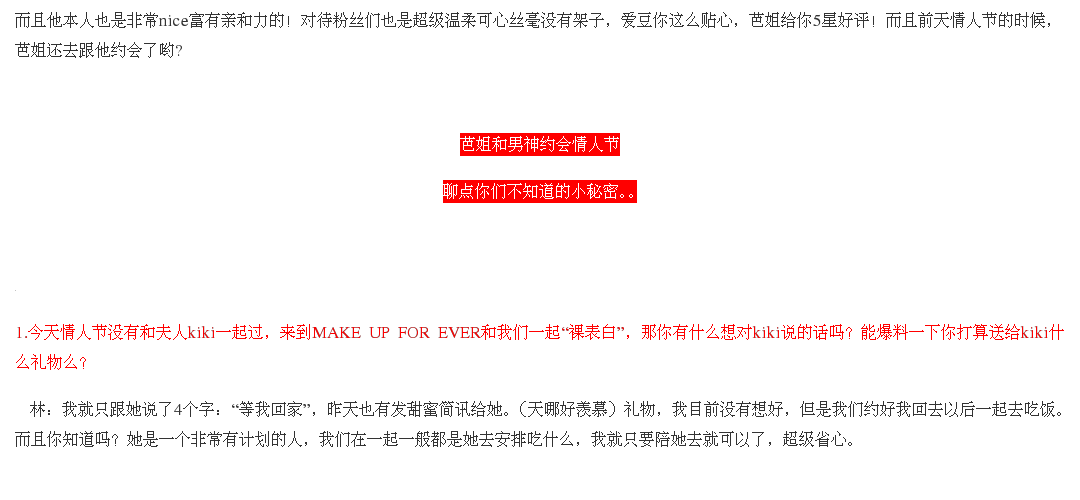 而且他本人也是非常nice富有亲和力的！对待粉丝们也是超级温柔可心丝毫没有架子，爱豆你这么贴心，芭姐给你5星好评！而且前天情人节的时候，
芭姐还去跟他约会了哟?
芭姐和男神约会情人节
聊点你们不知道的小秘密。。
1.今天情人节没有和夫人kiki一起过，来到MAKE UP FOR EVER和我们一起“裸表白”，那你有什么想对kiki说的话吗？能爆料一下你打算送给kiki什
么礼物么？
林：我就只跟她说了4个字：“等我回家”，昨天也有发甜蜜简讯给她。（天哪好羡慕）礼物，我目前没有想好，但是我们约好我回去以后一起去吃饭。
而且你知道吗？她是一个非常有计划的人，我们在一起一般都是她去安排吃什么，我就只要陪她去就可以了，超级省心。